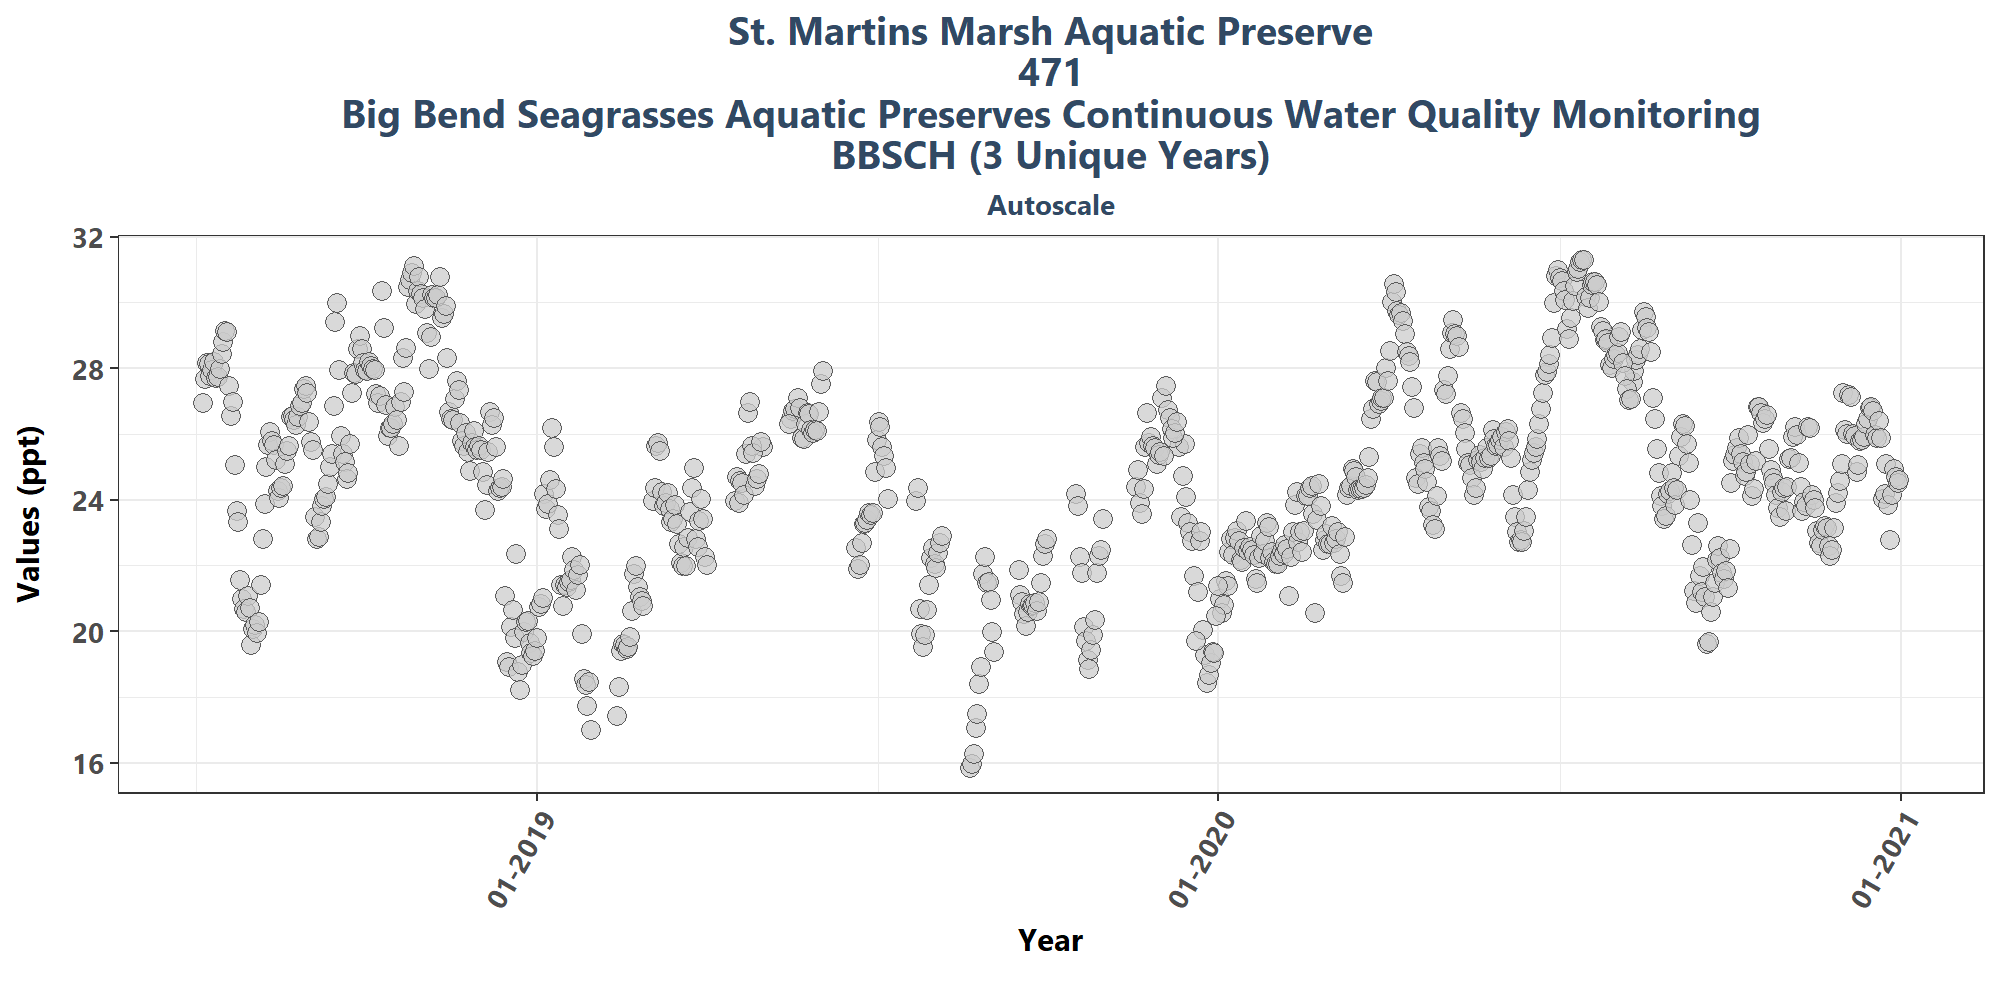 St. Martins Marsh Aquatic Preserve
471
Big Bend Seagrasses Aquatic Preserves Continuous Water Quality Monitoring
BBSCH (3 Unique Years)
Autoscale
32
28
24
20
16
Values (ppt)
01-2019
01-2020
01-2021
Year